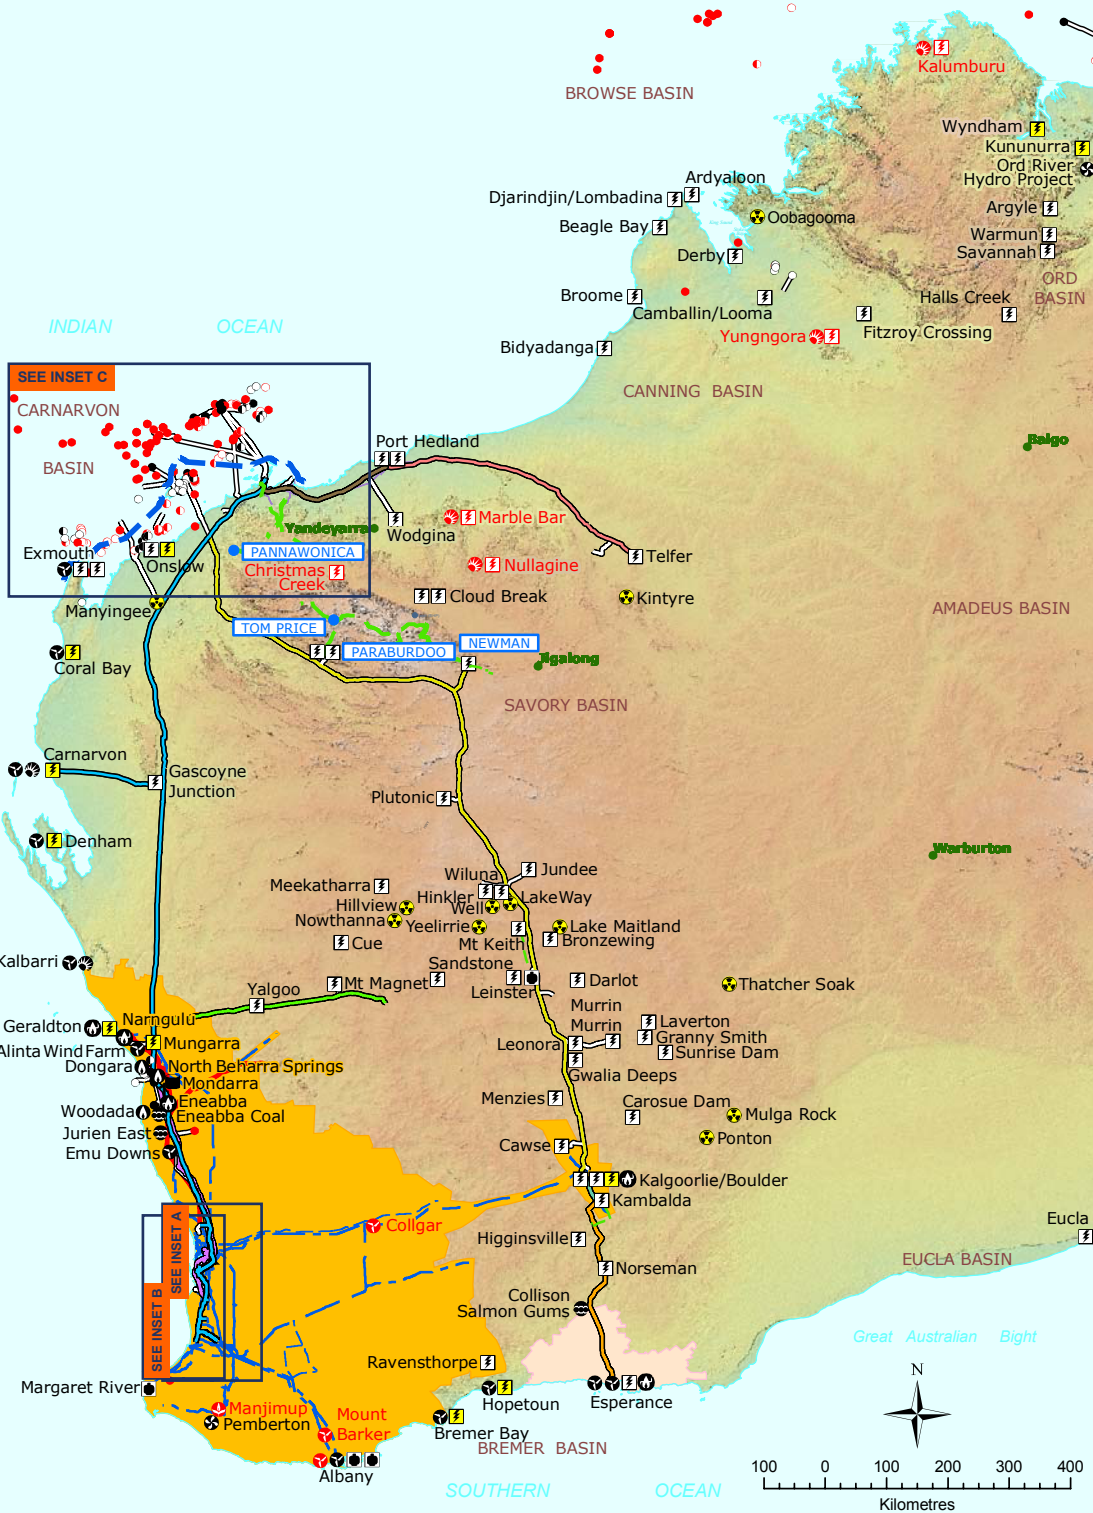 Kalumburu
BROWSE BASIN
Wyndham
Kununurra
Ord River
Hydro Project
Ardyaloon
Djarindjin/Lombadina
Oobagooma
Argyle
Beagle Bay
Warmun
Derby
Savannah
ORD
BASIN
Broome
Halls Creek
Camballin/Looma
INDIAN OCEAN
Yungngora
Fitzroy Crossing
Bidyadanga
SEE INSET C
CANNING BASIN
CARNARVON
BASIN
Port Hedland
Balgo
Marble Bar
Yandeyarra
Wodgina
Exmouth
PANNAWONICA
Telfer
Onslow
Christmas
Creek
Nullagine
Cloud Break
Kintyre
Manyingee
AMADEUS BASIN
TOM PRICE
NEWMAN
PARABURDOO
Jigalong
Coral Bay
SAVORY BASIN
Carnarvon
Gascoyne
Junction
Plutonic
Denham
Warburton
Jundee
Wiluna
Meekatharra
Hinkler
Well
LakeWay
Hillview
Nowthanna
Yeelirrie
Lake Maitland
Mt Keith
Bronzewing
Cue
Kalbarri
Sandstone
Mt Magnet
Darlot
Thatcher Soak
Yalgoo
Leinster
Murrin
Murrin
Narngulu
Geraldton
Laverton
Granny Smith
Mungarra
Leonora
Alinta Wind Farm
Sunrise Dam
Dongara
North Beharra Springs
Gwalia Deeps
Mondarra
Eneabba
Menzies
Carosue Dam
Woodada
Eneabba Coal
Mulga Rock
Jurien East
Ponton
Emu Downs
Cawse
Kalgoorlie/Boulder
Kambalda
SEE INSET A
Collgar
Eucla
Higginsville
EUCLA BASIN
Norseman
SEE INSET B
Collison
Salmon Gums
Great Australian Bight
Ravensthorpe
N
Margaret River
Hopetoun
Esperance
Manjimup
Pemberton
Mount
Barker
Bremer Bay
BREMER BASIN
Albany
100 0 100 200 300 400
SOUTHERN OCEAN
Kilometres